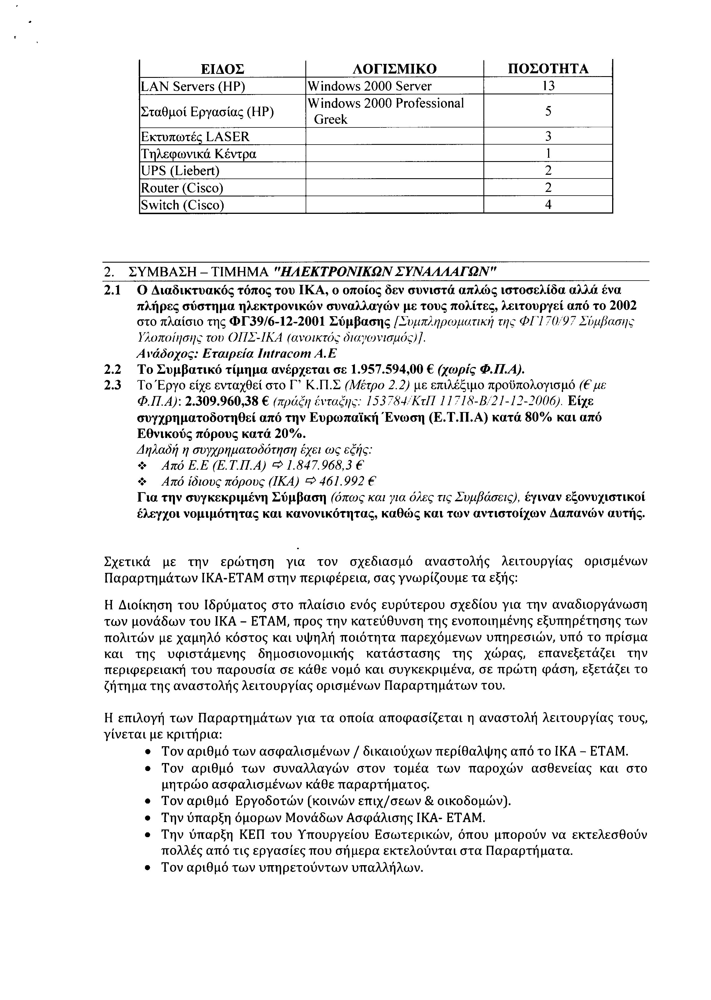 ΕΙΔΟΣ ΛΟΓΙΣΜΙΚΟ ΠΟΣΟΤΗΤΑ
LAN Servers (HP) Windows 2000 Server 13
Σταθμοί Εργασίας (HP) Windows 2000 Professional Greek 5
Εκτυπωτές LASER 3
Τηλεφωνικά Κέντρα 1
UPS (Liebert) 2
Router (Cisco) 2
Switch (Cisco) 4
2. ΣΥΜΒΑΣΗ – ΤΙΜΗΜΑ "ΗΛΕΚΤΡΟΝΙΚΩΝ ΣΥΝΑΛΛΑΓΩΝ"
2.1 Ο Διαδικτυακός τόπος του ΙΚΑ, ο οποίος δεν συνιστά απλώς ιστοσελίδα αλλά ένα
πλήρες σύστημα ηλεκτρονικών συναλλαγών με τους πολίτες, λειτουργεί από το 2002
στο πλαίσιο της ΦΓ39/6-12-2001 Σύμβασης [Συμπληρωματική της ΦΓ170/97 Σύμβασης
Υλοποίησης του ΟΠΣ-ΙΚΑ (ανοικτός διαγωνισμός)].
Ανάδοχος: Εταιρεία Intracom A.E
2.2 Το Συμβατικό τίμημα ανέρχεται σε 1.957.594,00 € (χωρίς Φ.Π.Α).
2.3 Το Έργο είχε ενταχθεί στο Γ’ Κ.Π.Σ (Μέτρο 2.2) με επιλέξιμο προϋπολογισμό (€ με
Φ.Π.Α): 2.309.960,38 € (πράξη ένταξης: 153784/ΚτΠ 11718-Β/21-12-2006). Είχε
συγχρηματοδοτηθεί από την Ευρωπαϊκή Ένωση (Ε.Τ.Π.Α) κατά 80% και από
Εθνικούς πόρους κατά 20%.
Δηλαδή η συγχρηματοδότηση έχει ως εξής:
❖ Από Ε.Ε (Ε.Τ.Π.Α) ⇨ 1.847.968,3 €
❖ Από ίδιους πόρους (ΙΚΑ) ⇨ 461.992 €
Για την συγκεκριμένη Σύμβαση (όπως και για όλες τις Συμβάσεις), έγιναν εξονυχιστικοί
έλεγχοι νομιμότητας και κανονικότητας, καθώς και των αντιστοίχων Δαπανών αυτής.
Σχετικά με την ερώτηση για τον σχεδιασμό αναστολής λειτουργίας ορισμένων
Παραρτημάτων ΙΚΑ-ΕΤΑΜ στην περιφέρεια, σας γνωρίζουμε τα εξής:
Η Διοίκηση του Ιδρύματος στο πλαίσιο ενός ευρύτερου σχεδίου για την αναδιοργάνωση
των μονάδων του ΙΚΑ – ΕΤΑΜ, προς την κατεύθυνση της ενοποιημένης εξυπηρέτησης των
πολιτών με χαμηλό κόστος και υψηλή ποιότητα παρεχόμενων υπηρεσιών, υπό το πρίσμα
και της υφιστάμενης δημοσιονομικής κατάστασης της χώρας, επανεξετάζει την
περιφερειακή του παρουσία σε κάθε νομό και συγκεκριμένα, σε πρώτη φάση, εξετάζει το
ζήτημα της αναστολής λειτουργίας ορισμένων Παραρτημάτων του.
Η επιλογή των Παραρτημάτων για τα οποία αποφασίζεται η αναστολή λειτουργίας τους,
γίνεται με κριτήρια:
• Τον αριθμό των ασφαλισμένων / δικαιούχων περίθαλψης από το ΙΚΑ – ΕΤΑΜ.
• Τον αριθμό των συναλλαγών στον τομέα των παροχών ασθενείας και στο
μητρώο ασφαλισμένων κάθε παραρτήματος.
• Τον αριθμό Εργοδοτών (κοινών επιχ/σεων & οικοδομών).
• Την ύπαρξη όμορων Μονάδων Ασφάλισης ΙΚΑ- ΕΤΑΜ.
• Την ύπαρξη ΚΕΠ του Υπουργείου Εσωτερικών, όπου μπορούν να εκτελεσθούν
πολλές από τις εργασίες που σήμερα εκτελούνται στα Παραρτήματα.
• Τον αριθμό των υπηρετούντων υπαλλήλων.